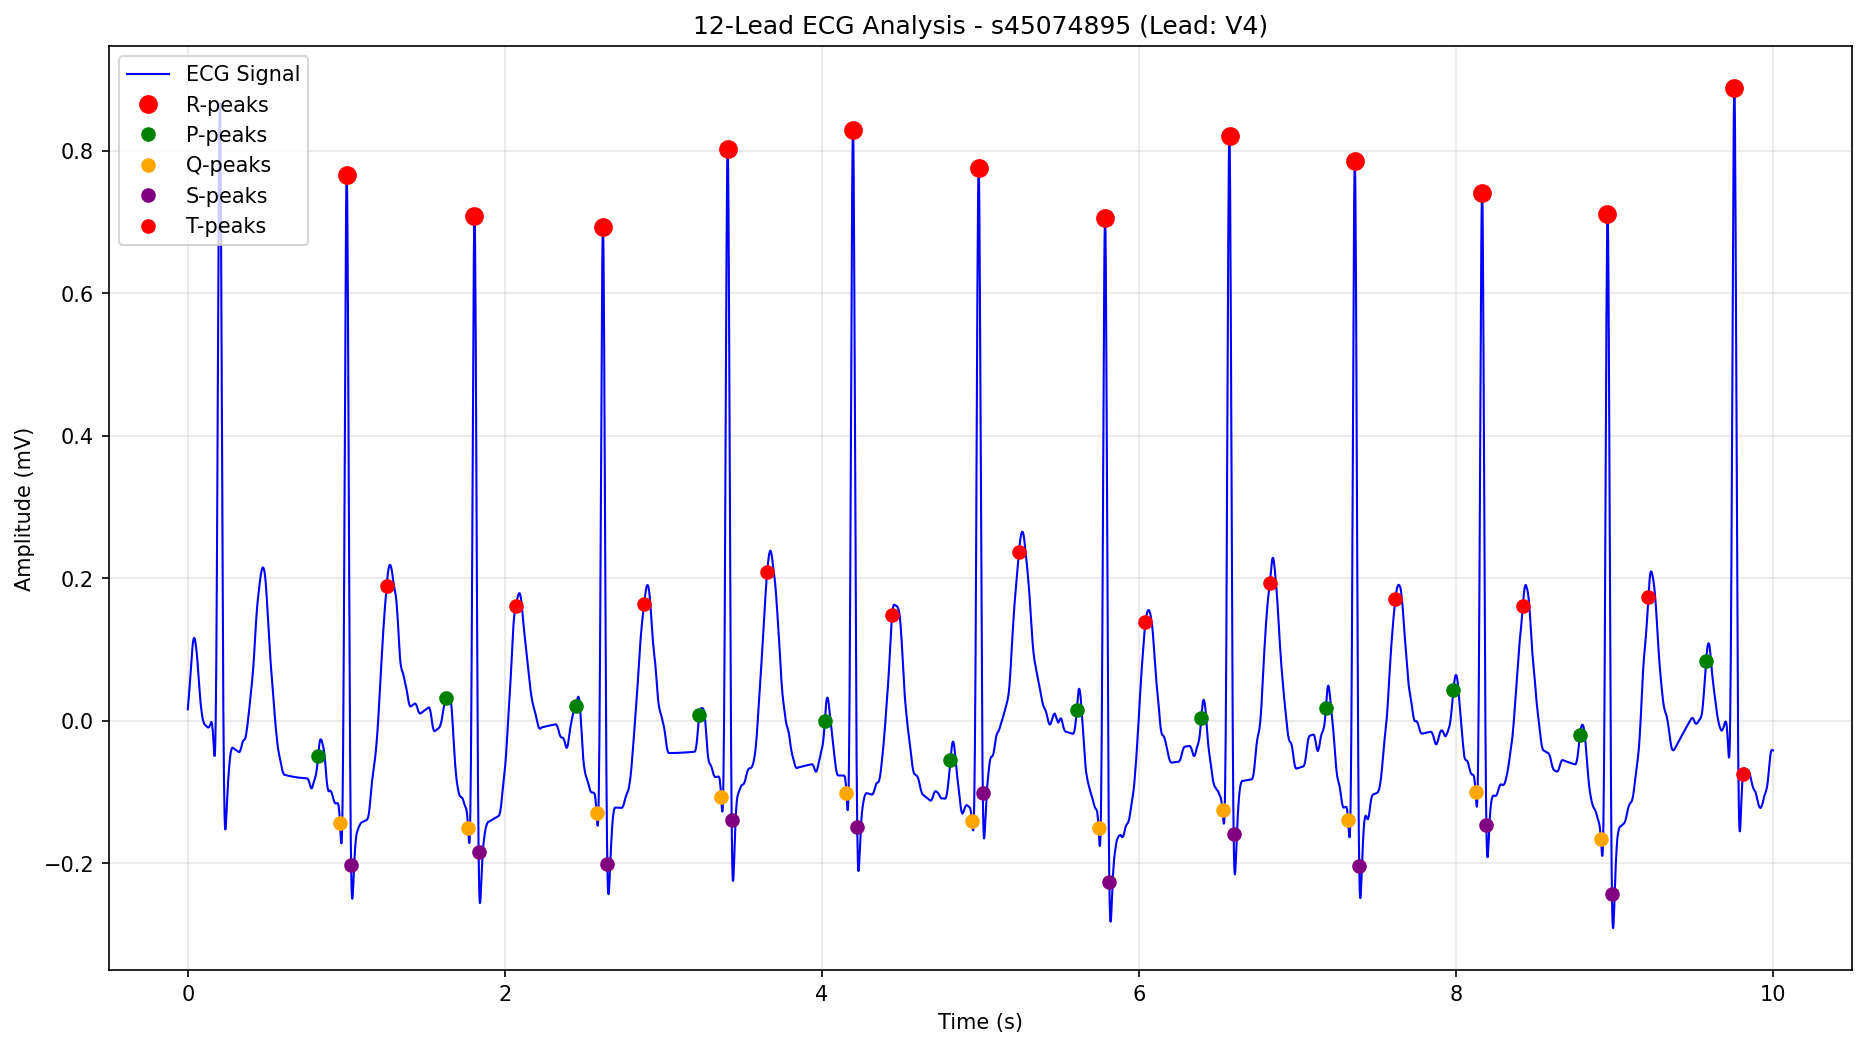 12-Lead ECG Analysis - s45074895 (Lead: V4)
ECG Signal
R-peaks
P-peaks
Q-peaks
S-peaks
T-peaks
Amplitude (mV)
0.8
0.6
0.4
0.2
0.0
−0.2
0 2 4 6 8 10
Time (s)